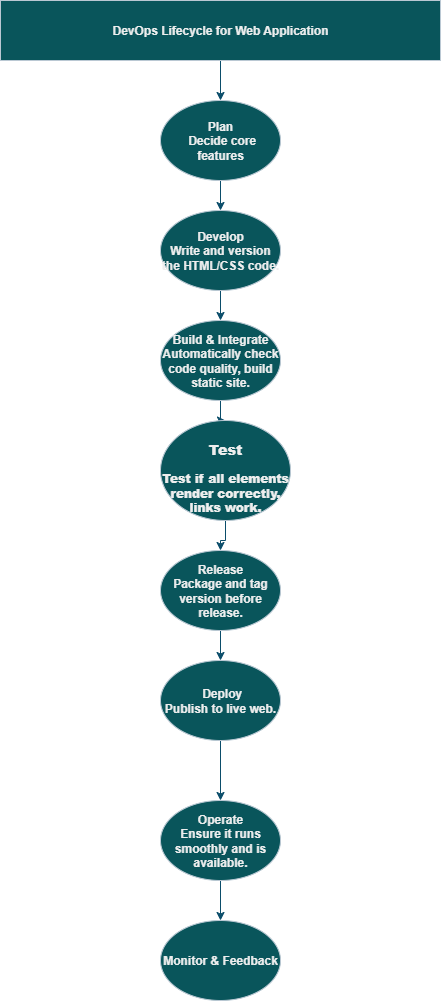 DevOps Lifecycle for Web Application
Plan
Decide core
features
Develop
Write and version
the HTML/CSS code.
Build & Integrate
Automatically check
code quality, build
static site.
Test
Test if all elements
render correctly,
links work.
Release
Package and tag
version before
release.
Deploy
Publish to live web.
Operate
Ensure it runs
smoothly and is
available.
Monitor & Feedback